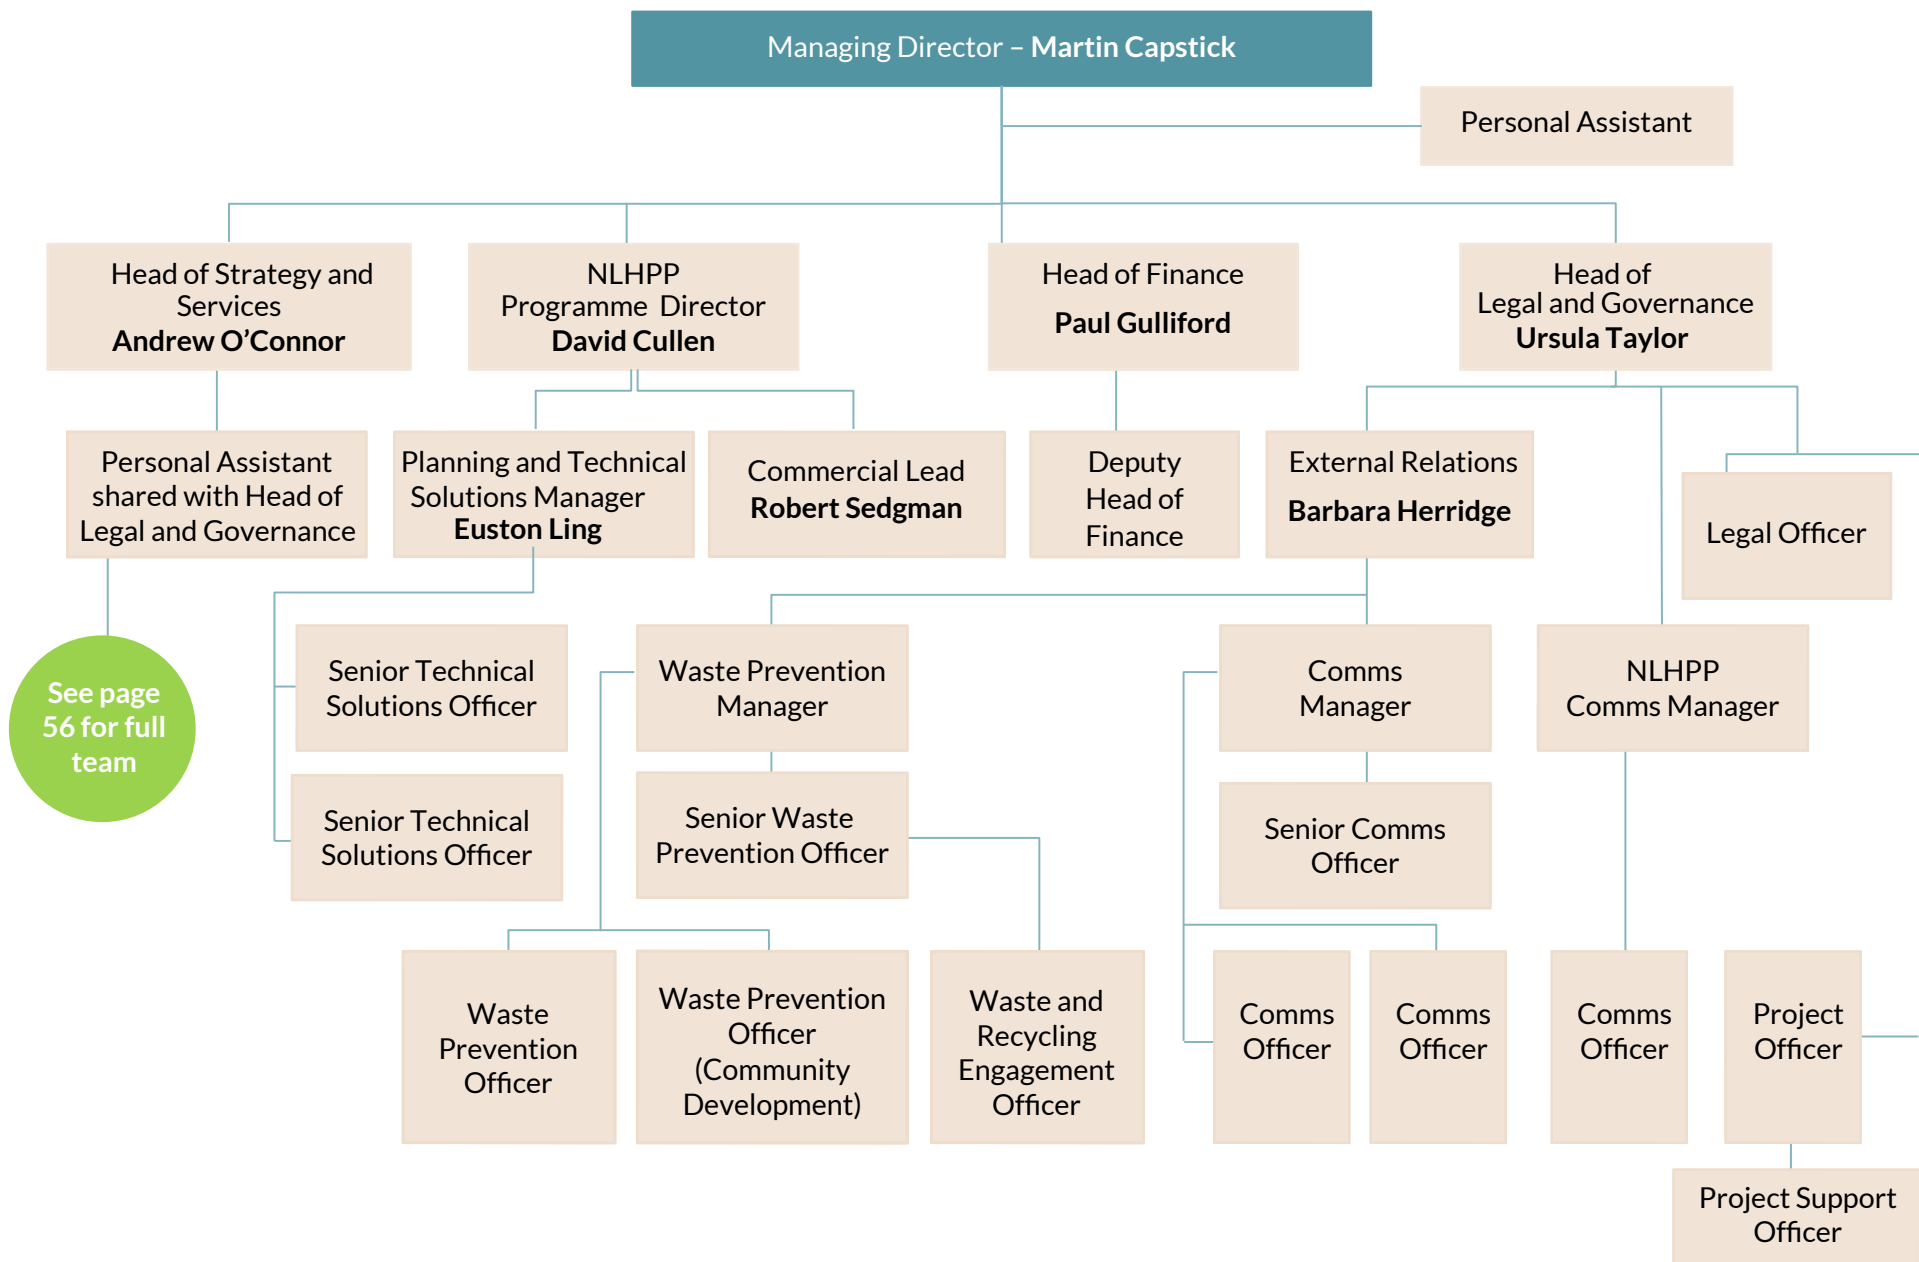 Managing Director – Martin Capstick
Personal Assistant
Head of Strategy and
Services
Andrew O’Connor
NLHPP
Programme Director
David Cullen
Head of Finance
Paul Gulliford
Head of
Legal and Governance
Ursula Taylor
Personal Assistant
shared with Head of
Legal and Governance
Planning and Technical
Solutions Manager
Euston Ling
Commercial Lead
Robert Sedgman
Deputy
Head of
Finance
External Relations
Barbara Herridge
Legal Officer
See page
56 for full
team
Senior Technical
Solutions Officer
Waste Prevention
Manager
Comms
Manager
NLHPP
Comms Manager
Senior Technical
Solutions Officer
Senior Waste
Prevention Officer
Senior Comms
Officer
Waste
Prevention
Officer
Waste Prevention
Officer
(Community
Development)
Waste and
Recycling
Engagement
Officer
Comms
Officer
Comms
Officer
Comms
Officer
Project
Officer
Project Support
Officer